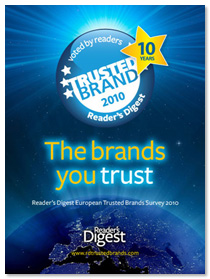 voted by readers
10
YEARS
TRUSTED
BRAND
2010
Reader's Digest
The brands
you trust
Reader's Digest European Trusted Brands Survey 2010
Reader's
Digest
www.rdtrustedbrands.com